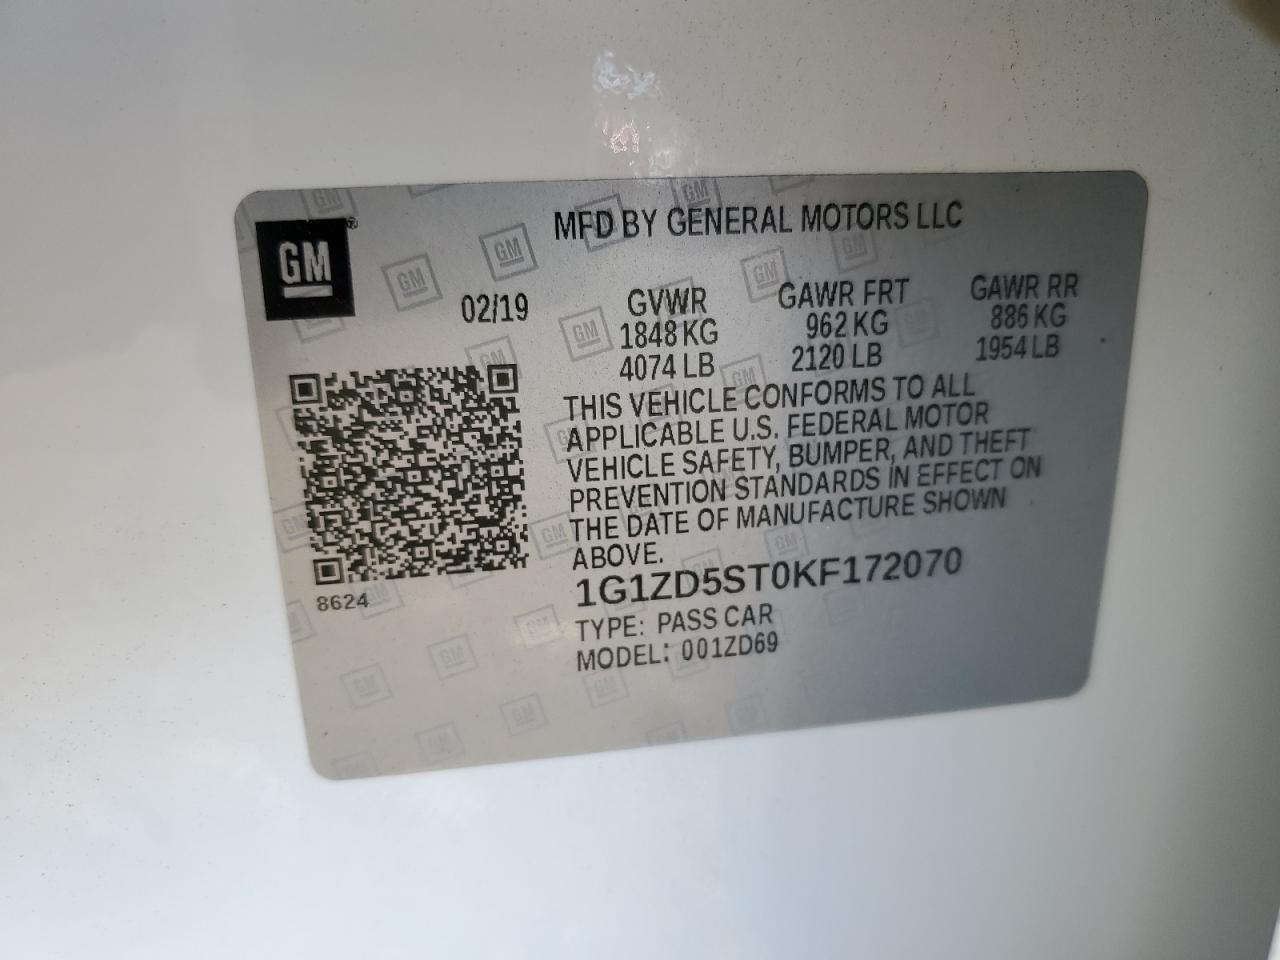 GM
MFD BY GENERAL MOTORS LLC
02/19
GVWR GAWR FRT GAWR RR
1848 KG 962 KG 886 KG
4074 LB 2120 LB 1954 LB
THIS VEHICLE CONFORMS TO ALL
APPLICABLE U.S. FEDERAL MOTOR
VEHICLE SAFETY, BUMPER, AND THEFT
PREVENTION STANDARDS IN EFFECT ON
THE DATE OF MANUFACTURE SHOWN
ABOVE.
1G1ZD5ST0KF172070
TYPE: PASS CAR
MODEL: 001ZD69
8624